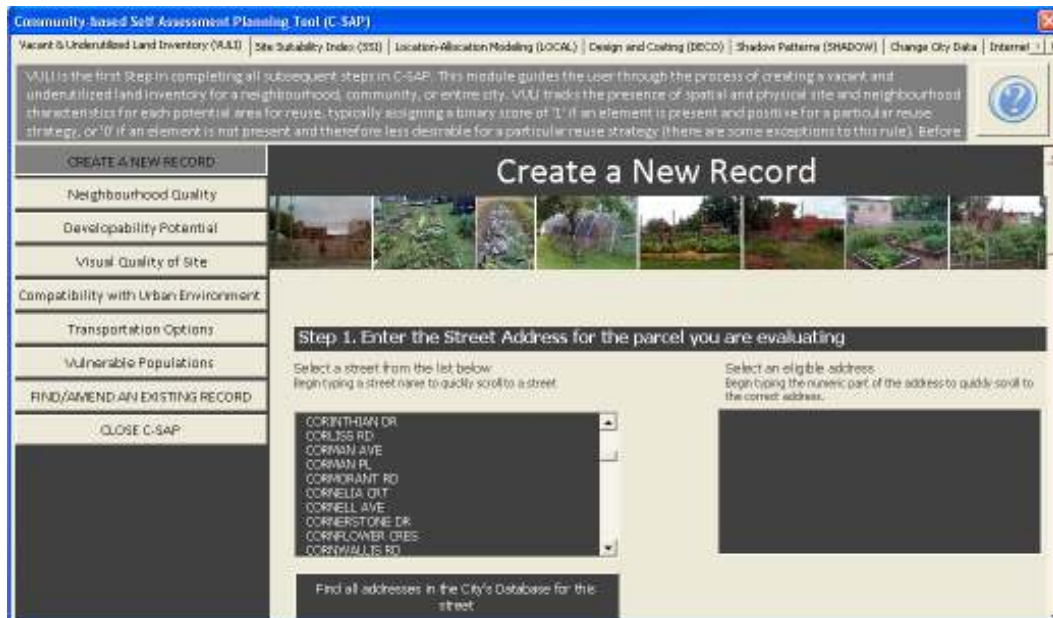 Community-based Self Assessment Planning Tool (C-SAP)
Vacant & Underutilized Land Inventory (VULI) Site Suitability Index (SSI) Location-Allocation Modeling (LOCAL) Design and Costing (DECO) Shadow Patterns (SHADOW) Change City Data Internet
VULI is the first Step in completing all subsequent steps in C-SAP. This module guides the user through the process of creating a vacant and
underutilized land inventory for a neighbourhood, community, or entire city. VULI tracks the presence of spatial and physical site and neighbourhood
characteristics for each potential area for reuse, typically assigning a binary score of '1' if an element is present and positive for a particular reuse
strategy, or '0' if an element is not present and therefore less desirable for a particular reuse strategy (there are some exceptions to this rule). Before
CREATE A NEW RECORD
Neighbourhood Quality
Developability Potential
Visual Quality of Site
Compatibility with Urban Environment
Transportation Options
Vulnerable Populations
FIND/AMEND AN EXISTING RECORD
CLOSE C-SAP
Create a New Record
Step 1. Enter the Street Address for the parcel you are evaluating
Select a street from the list below
Begin typing a street name to quickly scroll to a street
CORINTHIAN DR
CORLISS RD
CORMAN AVE
CORMAN PL
CORMORANT RD
CORNELIA CRT
CORNELL AVE
CORNERSTONE DR
CORNFLOWER CRES
CORNWALLIS RD
Find all addresses in the City's Database for this
street
Select an eligible address
Begin typing the numeric part of the address to quickly scroll to
the correct address.